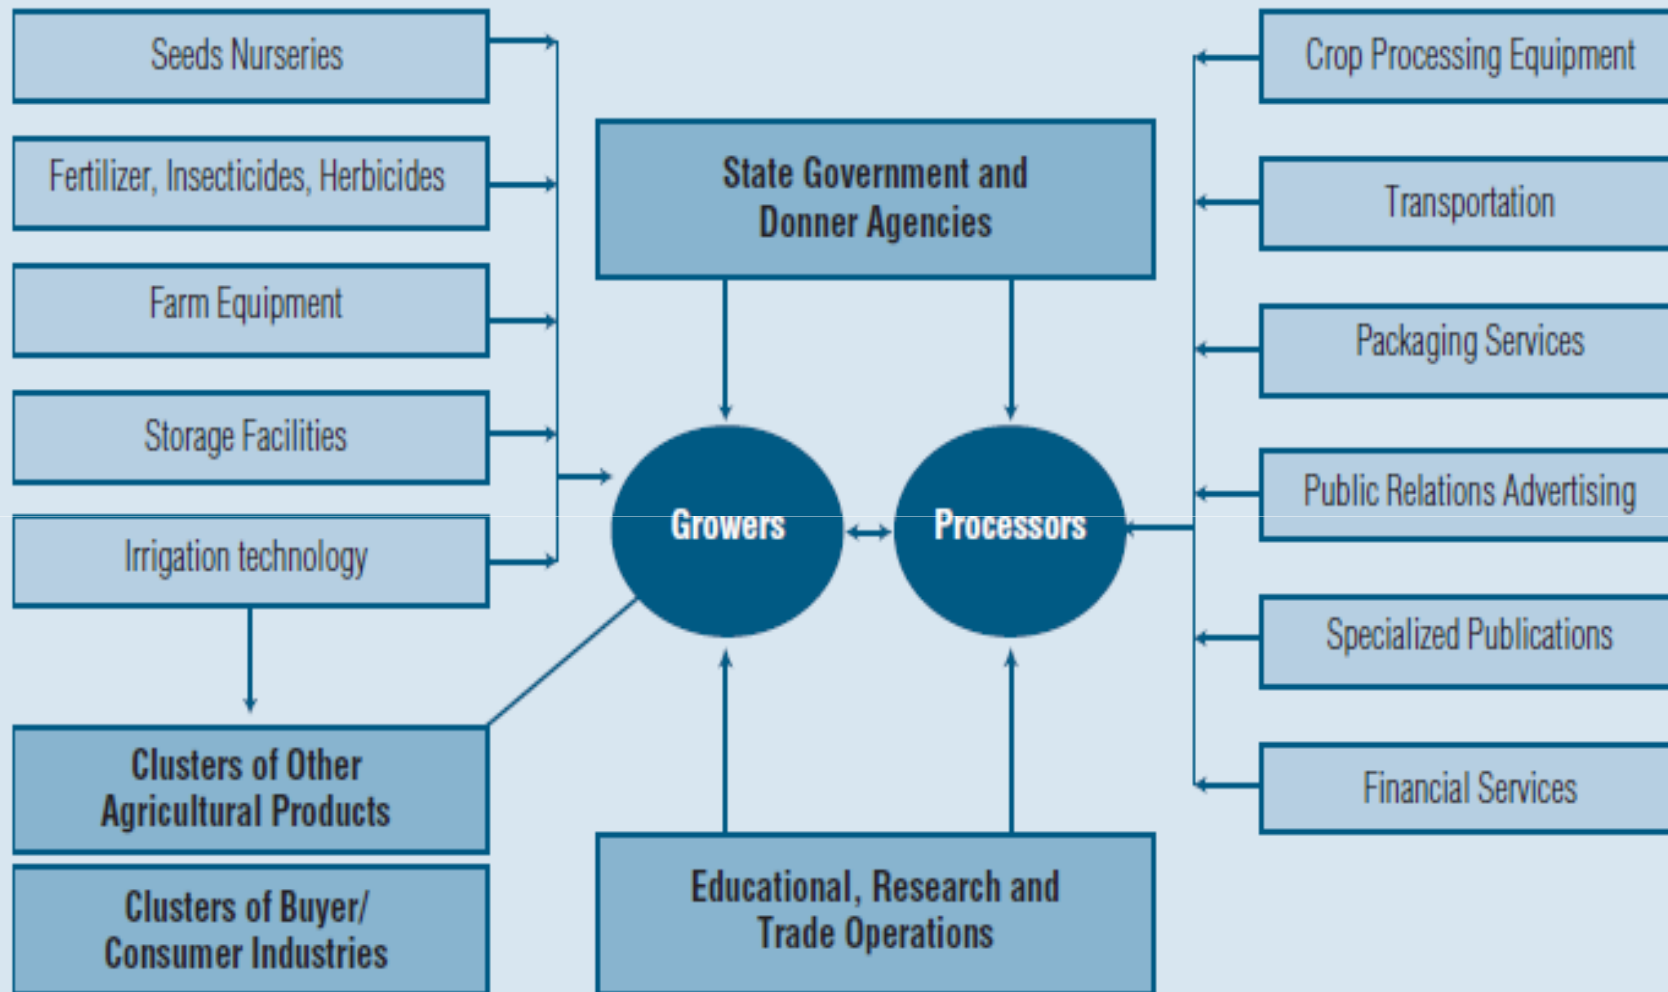 Seeds Nurseries
Fertilizer, Insecticides, Herbicides
Farm Equipment
Storage Facilities
Irrigation technology
Clusters of Other
Agricultural Products
Clusters of Buyer/
Consumer Industries
State Government and
Donner Agencies
Growers
Processors
Educational, Research and
Trade Operations
Crop Processing Equipment
Transportation
Packaging Services
Public Relations Advertising
Specialized Publications
Financial Services